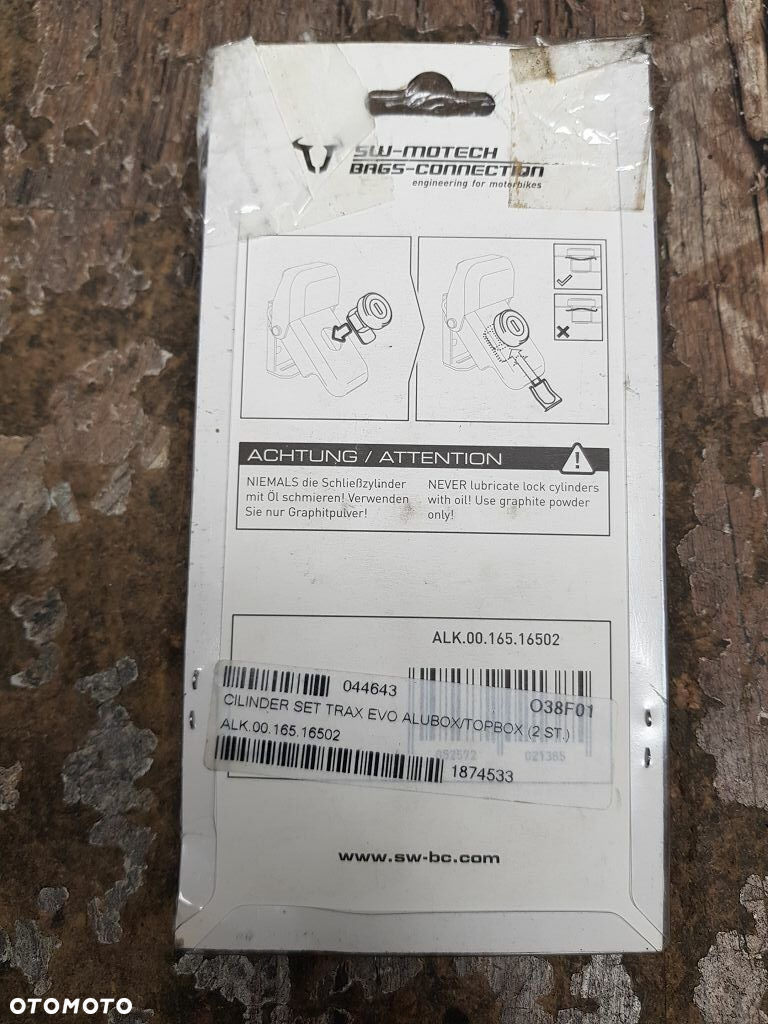 SW-MOTECH
BAGS-CONNECTION
engineering for motorbikes
ACHTUNG / ATTENTION
NIEMALS die Schließzylinder
mit Öl schmieren! Verwenden
Sie nur Graphitpulver!
NEVER lubricate lock cylinders
with oil! Use graphite powder
only!
ALK.00.165.16502
044643
O38F01
CILINDER SET TRAX EVO ALUBOX/TOPBOX (2 ST.)
ALK.00.165.16502
052572 021365
1874533
www.sw-bc.com
OTOMOTO